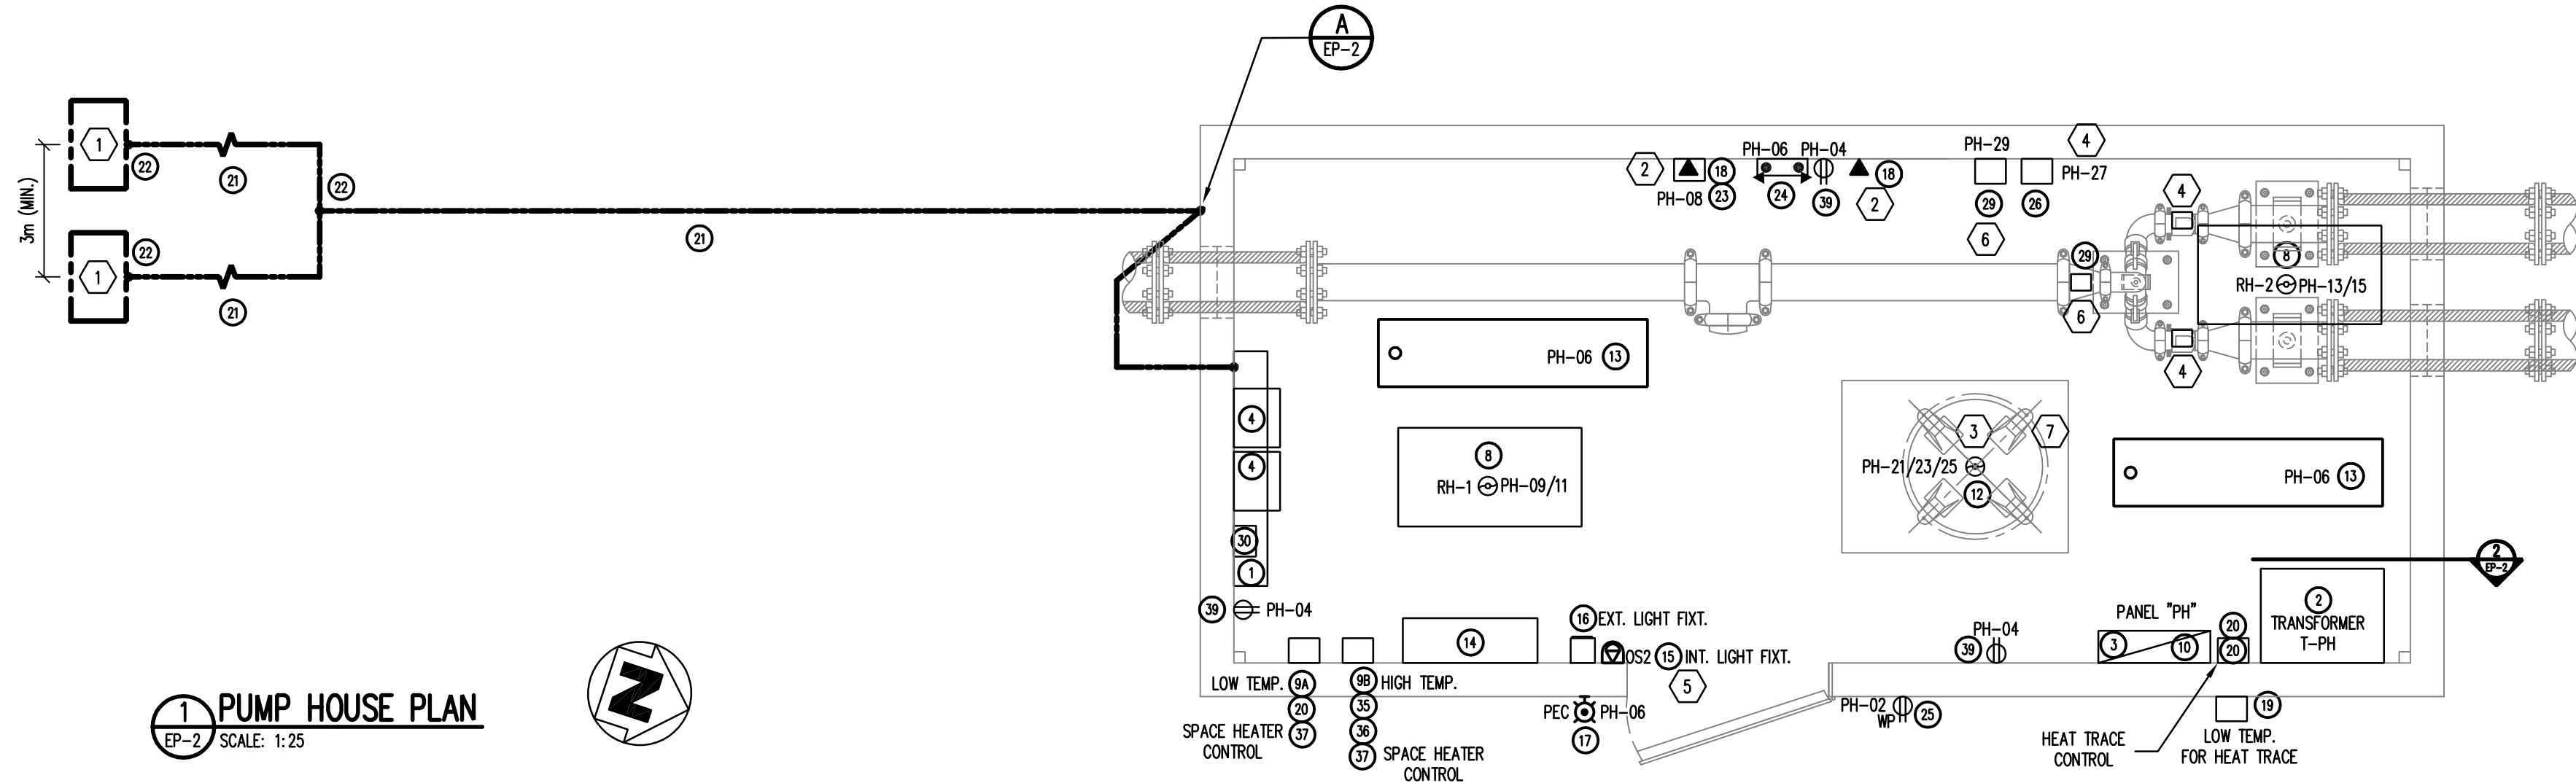 A
EP-2
1
22
21
22
3m (MIN.)
22
1
21
21
2
18
PH-08
23
PH-06
PH-04
24
39
18
2
PH-29
4
PH-27
29
26
6
4
29
6
4
8
RH-2
PH-13/15
PH-06
13
4
4
30
1
8
RH-1
PH-09/11
3
7
PH-21/23/25
12
PH-06
13
2
EP-2
39
PH-04
14
16
EXT. LIGHT FIXT.
OS2
15
INT. LIGHT FIXT.
5
PH-04
39
PANEL "PH"
3
10
20
20
2
TRANSFORMER
T-PH
LOW TEMP.
9A
20
SPACE HEATER
CONTROL
37
9B
HIGH TEMP.
35
36
37
SPACE HEATER
CONTROL
PEC
PH-06
17
PH-02
WP
25
HEAT TRACE
CONTROL
19
LOW TEMP.
FOR HEAT TRACE
1
PUMP HOUSE PLAN
EP-2
SCALE: 1:25
N